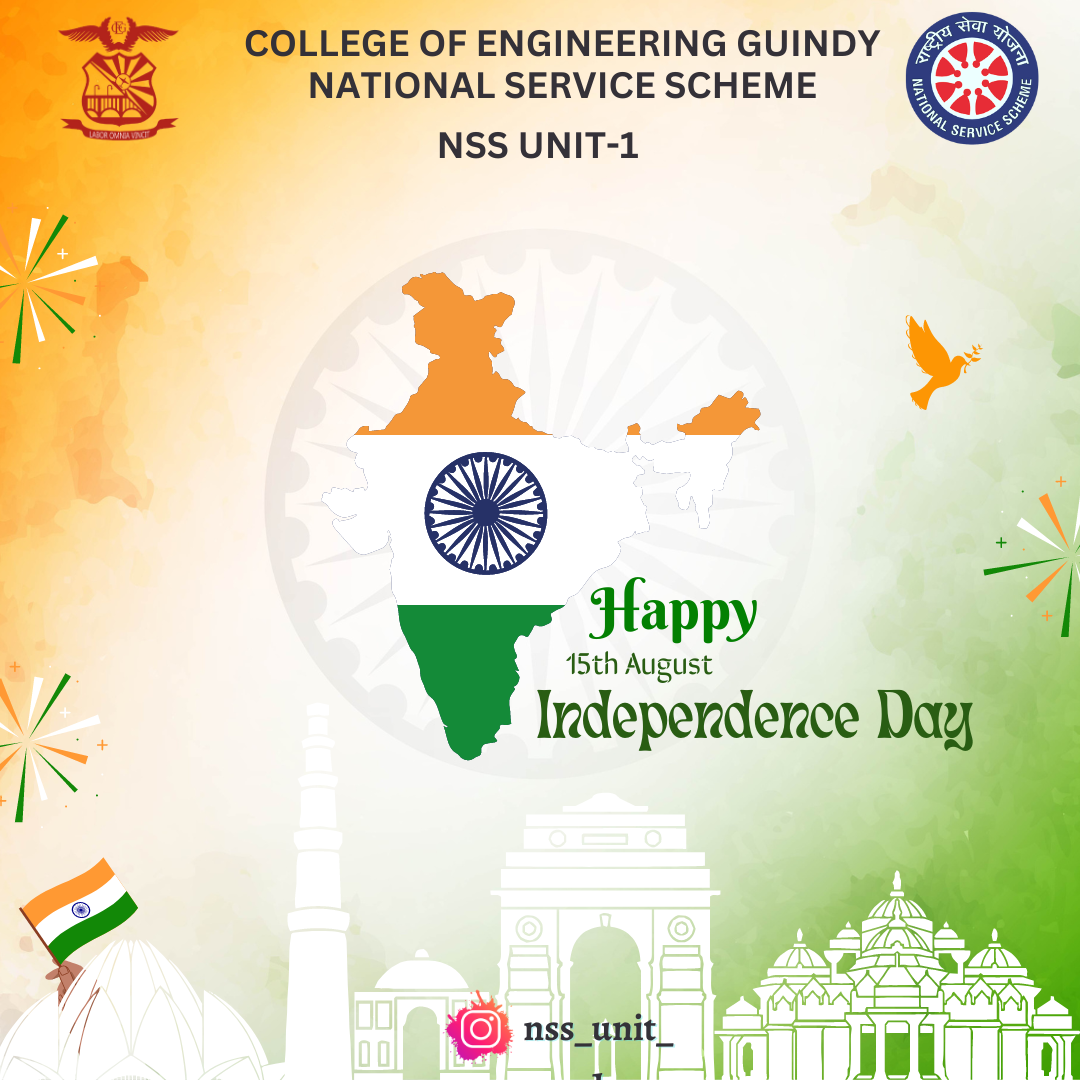 COLLEGE OF ENGINEERING GUINDY
NATIONAL SERVICE SCHEME
NSS UNIT-1
LABOR OMNIA VINCIT
राष्ट्रीय सेवा योजना
NATIONAL SERVICE SCHEME
Happy
15th August
Independence Day
nss_unit_